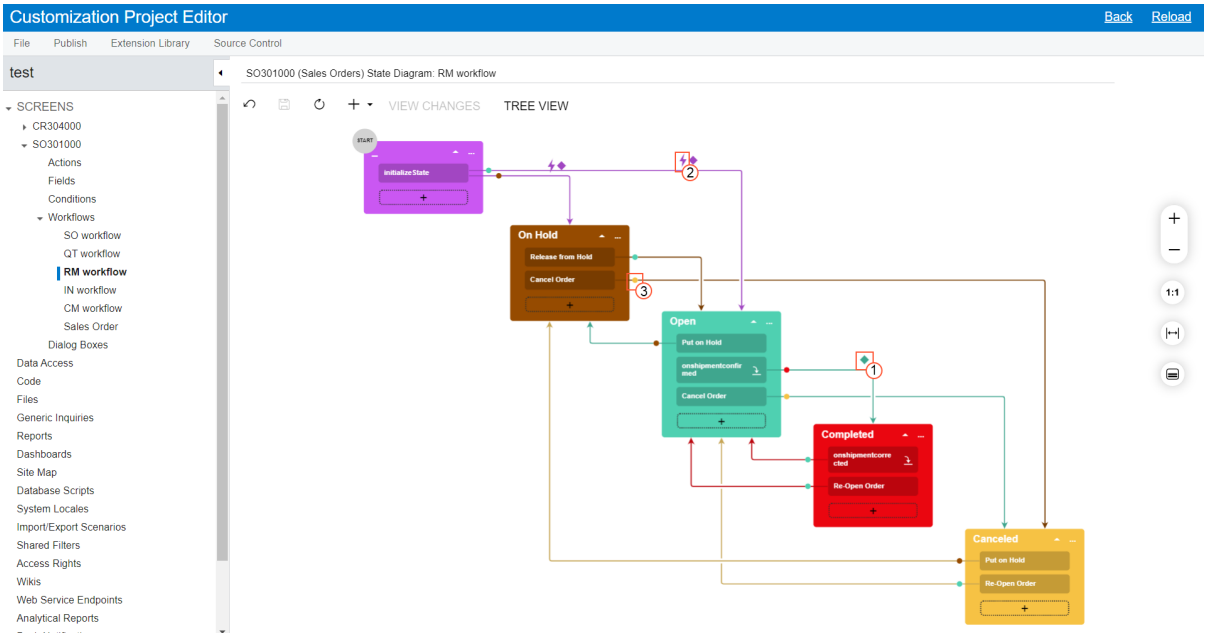 Customization Project Editor
Back
Reload
File
Publish
Extension Library
Source Control
test
SCREENS
CR304000
SO301000
Actions
Fields
Conditions
Workflows
SO workflow
QT workflow
RM workflow
IN workflow
CM workflow
Sales Order
Dialog Boxes
Data Access
Code
Files
Generic Inquiries
Reports
Dashboards
Site Map
Database Scripts
System Locales
Import/Export Scenarios
Shared Filters
Access Rights
Wikis
Web Service Endpoints
Analytical Reports
SO301000 (Sales Orders) State Diagram: RM workflow
VIEW CHANGES
TREE VIEW
START
_
InitializeState
+
2
On Hold
Release from Hold
Cancel Order
+
3
Open
Put on Hold
onshipmentconfir
med
Cancel Order
+
1
Completed
onshipmentcorre
cted
Re-Open Order
+
Canceled
Put on Hold
Re-Open Order
+
1:1